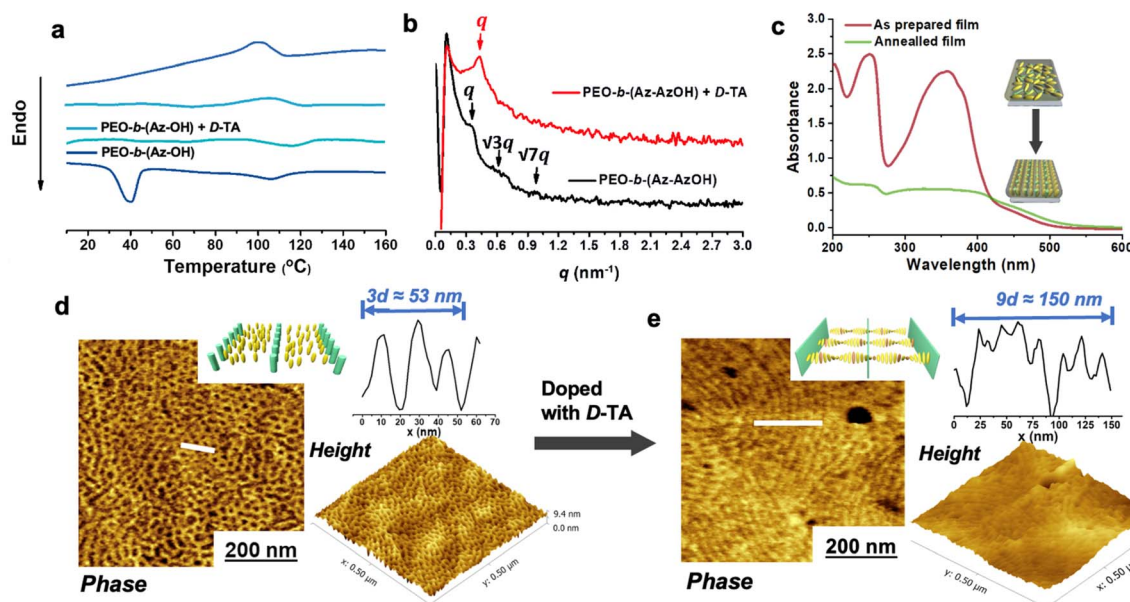 a
Endo
PEO-b-(Az-OH) + D-TA
PEO-b-(Az-OH)
20 40 60 80 100 120 140 160
Temperature (°C)
b
q
PEO-b-(Az-AzOH) + D-TA
q
√3q
√7q
PEO-b-(Az-AzOH)
0.0 0.3 0.6 0.9 1.2 1.5 1.8 2.1 2.4 2.7 3.0
q (nm⁻¹)
c
As prepared film
Annealled film
3.0
2.5
2.0
1.5
1.0
0.5
0.0
Absorbance
200 300 400 500 600
Wavelength (nm)
d
3d ≈ 53 nm
0 10 20 30 40 50 60 70
x (nm)
Height
9.4 nm
0.0 nm
x: 0.50 µm
y: 0.50 µm
200 nm
Phase
Doped
with D-TA
e
9d ≈ 150 nm
0 25 50 75 100 125 150
x (nm)
Height
y: 0.50 µm
x: 0.50 µm
200 nm
Phase